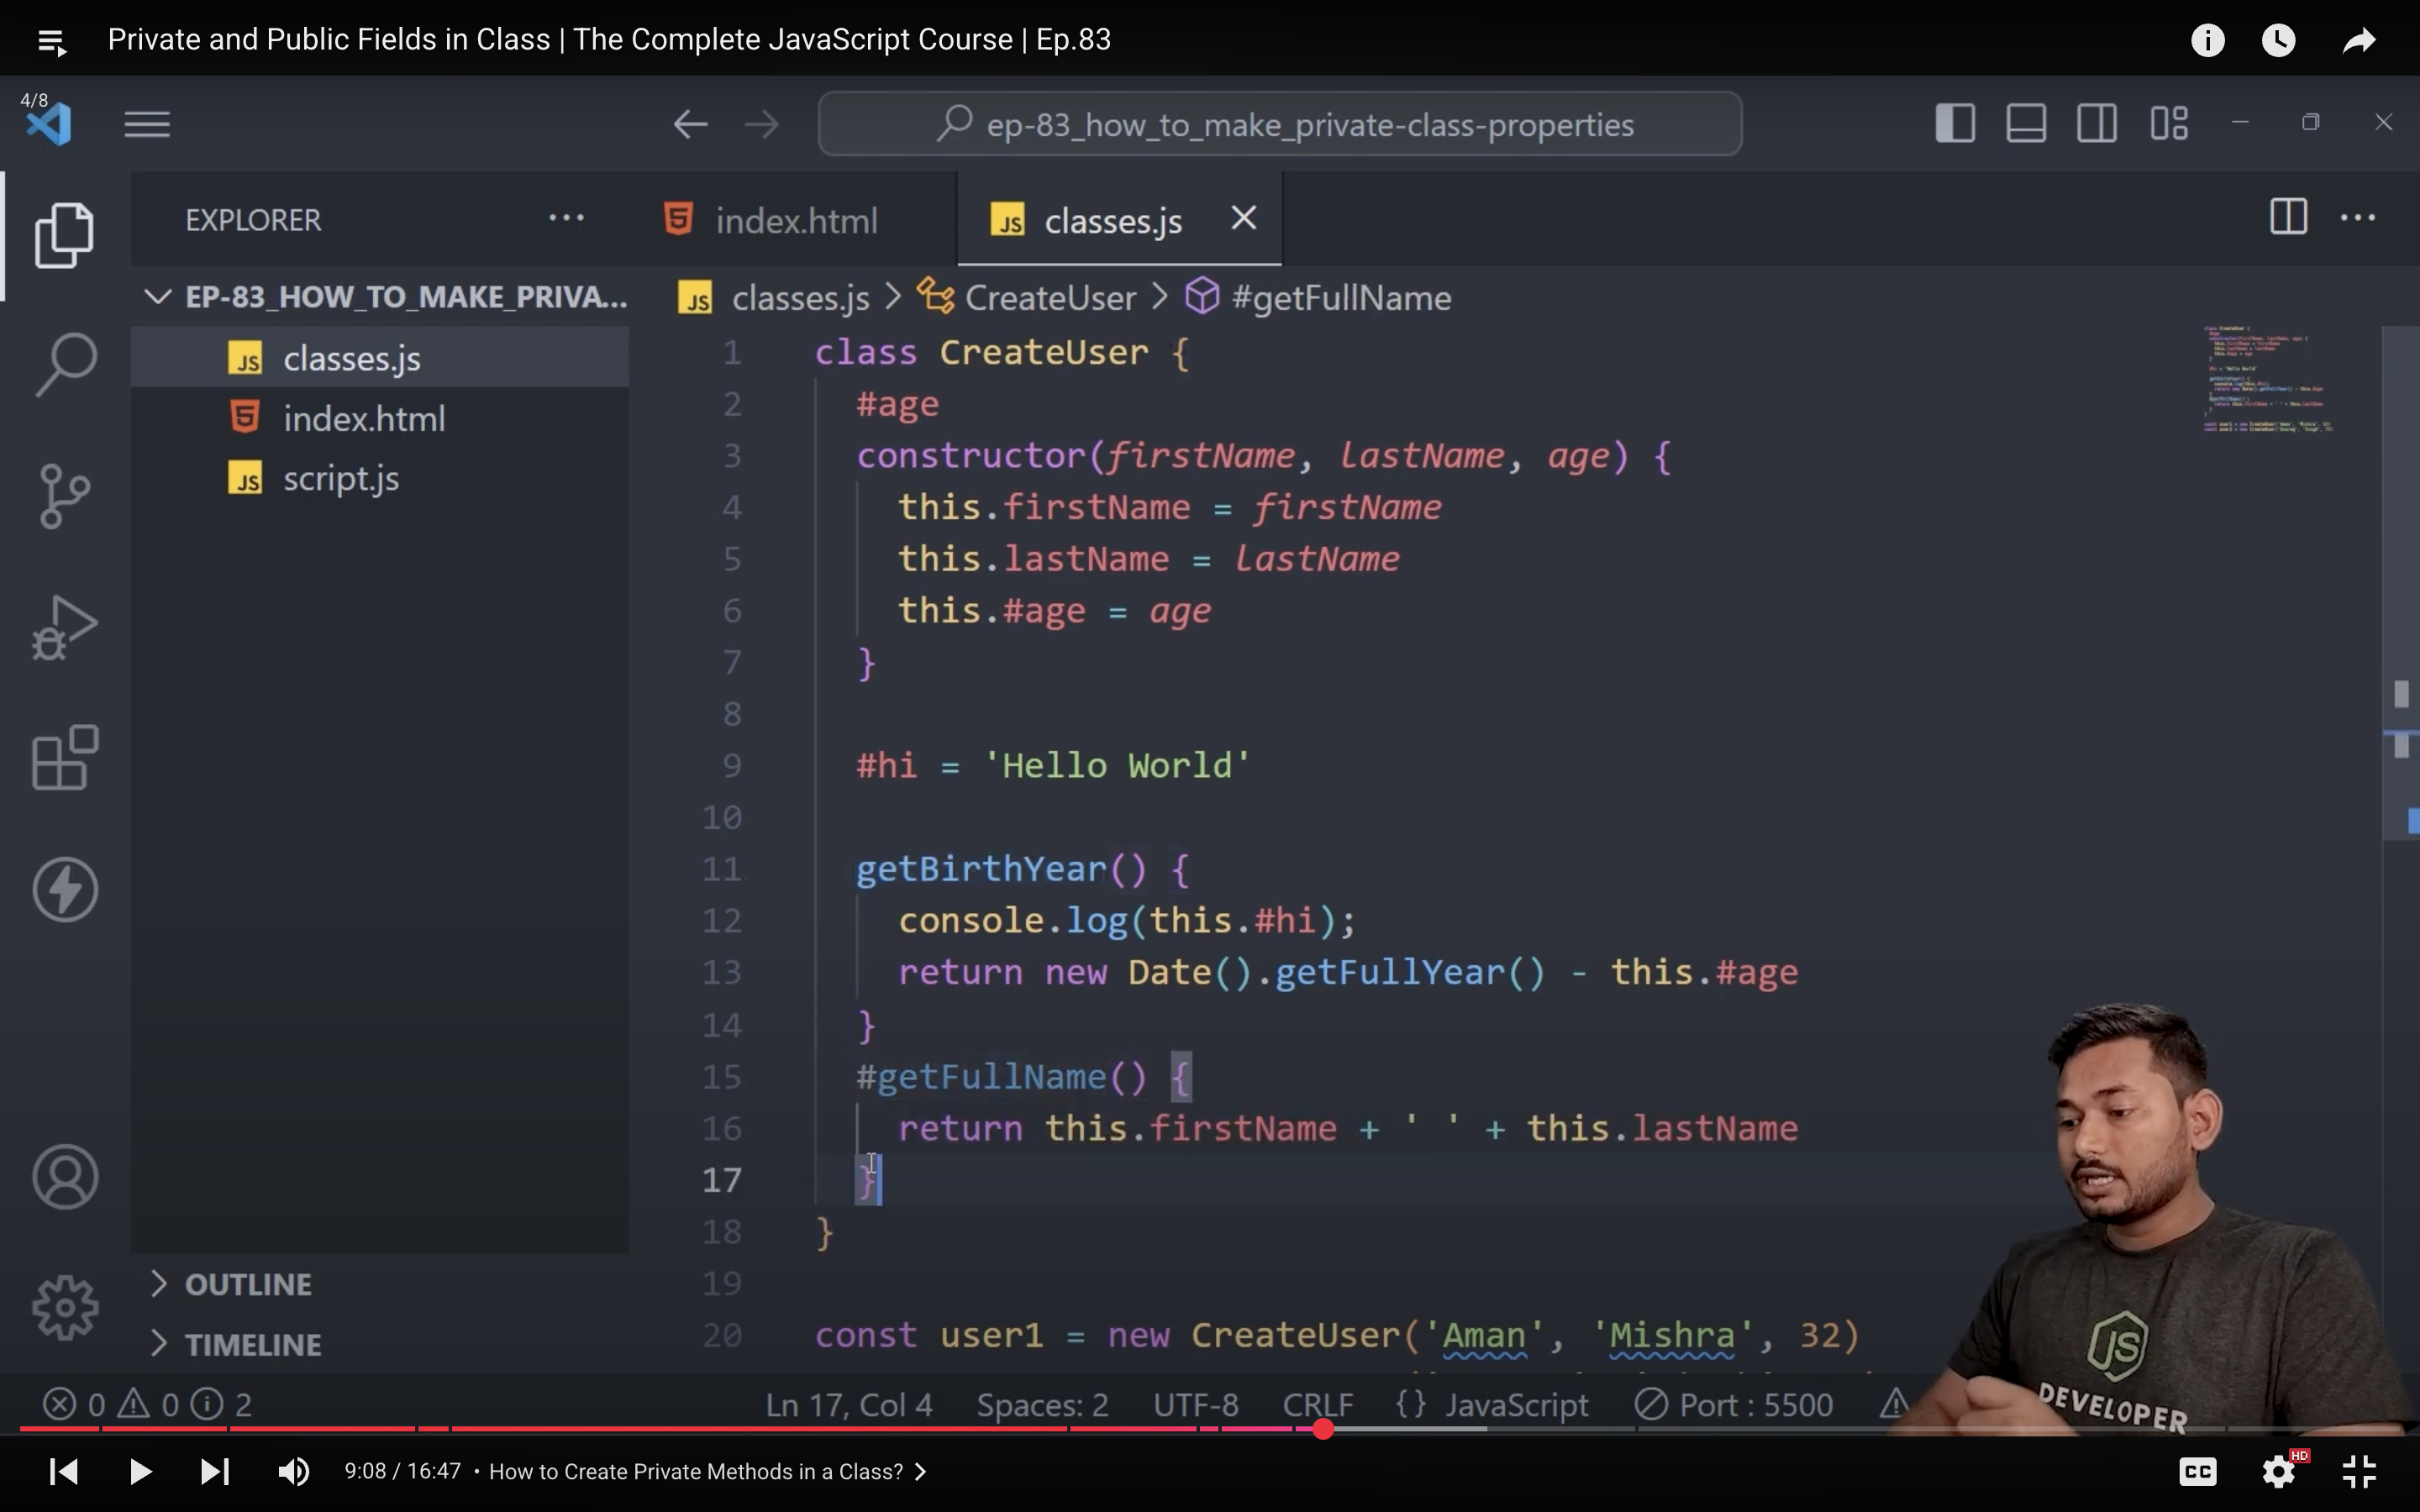 Private and Public Fields in Class | The Complete JavaScript Course | Ep.83
4/8
ep-83_how_to_make_private-class-properties
EXPLORER
index.html
JS classes.js
EP-83_HOW_TO_MAKE_PRIVA...
JS classes.js
index.html
JS script.js
OUTLINE
TIMELINE
JS classes.js > CreateUser > #getFullName
1 class CreateUser {
2 #age
3 constructor(firstName, lastName, age) {
4 this.firstName = firstName
5 this.lastName = lastName
6 this.#age = age
7 }
8
9 #hi = 'Hello World'
10
11 getBirthYear() {
12 console.log(this.#hi);
13 return new Date().getFullYear() - this.#age
14 }
15 #getFullName() {
16 return this.firstName + ' ' + this.lastName
17 }
18 }
19
20 const user1 = new CreateUser('Aman', 'Mishra', 32)
JS
DEVELOPER
0 0 2 Ln 17, Col 4 Spaces: 2 UTF-8 CRLF {} JavaScript Port : 5500
9:08 / 16:47 • How to Create Private Methods in a Class? >
CC
HD